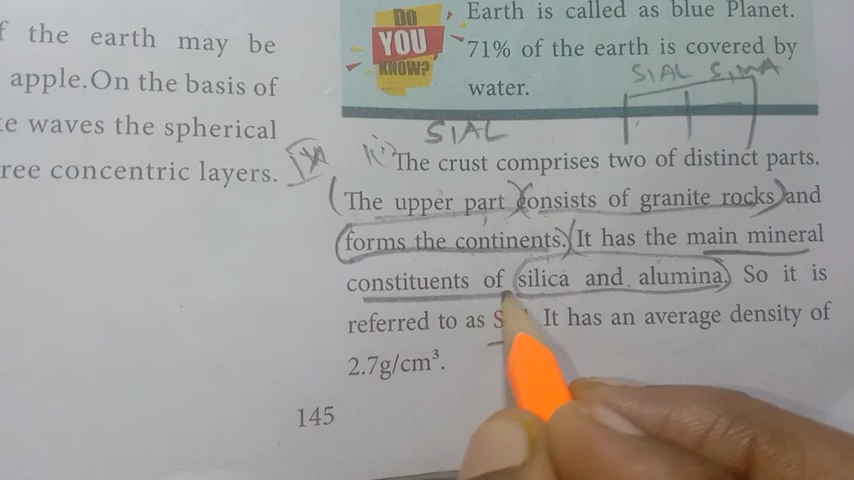 f the earth may be
apple.On the basis of
e waves the spherical
ree concentric layers.
DO
YOU
KNOW?
Earth is called as blue Planet.
71% of the earth is covered by
water.
SIAL SIMA
SIAL
(i) The crust comprises two of distinct parts.
The upper part consists of granite rocks and
forms the continents. It has the main mineral
constituents of silica and alumina. So it is
referred to as It has an average density of
2.7g/cm³.
145